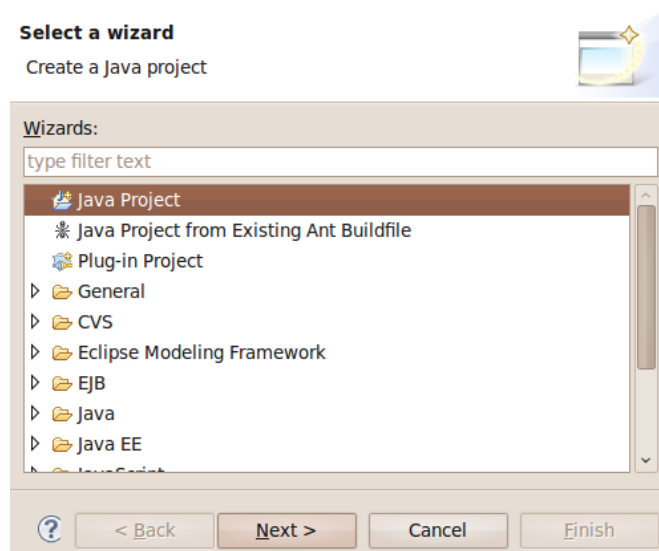 Select a wizard
Create a Java project
Wizards:
type filter text
Java Project
Java Project from Existing Ant Buildfile
Plug-in Project
General
CVS
Eclipse Modeling Framework
EJB
Java
Java EE
JavaScript
? < Back Next > Cancel Finish